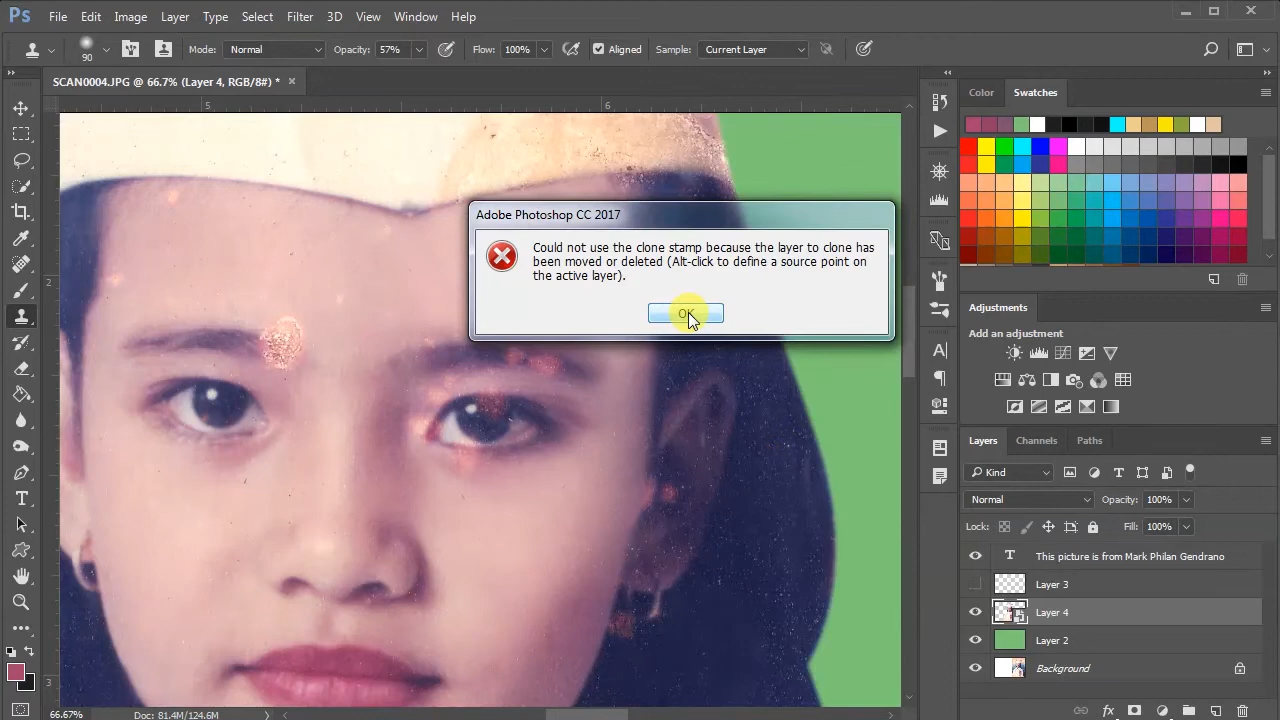 Ps File Edit Image Layer Type Select Filter 3D View Window Help
90 Mode: Normal Opacity: 57% Flow: 100% Aligned Sample: Current Layer
SCAN0004.JPG @ 66.7% (Layer 4, RGB/8#) * ×
5 6
2
3
Adobe Photoshop CC 2017
Could not use the clone stamp because the layer to clone has
been moved or deleted (Alt-click to define a source point on
the active layer).
OK
Color Swatches
Adjustments
Add an adjustment
Layers Channels Paths
Kind
Normal Opacity: 100%
Lock: Fill: 100%
T This picture is from Mark Philan Gendrano
Layer 3
Layer 4
Layer 2
Background
fx
66.67% Doc: 81.4M/124.6M